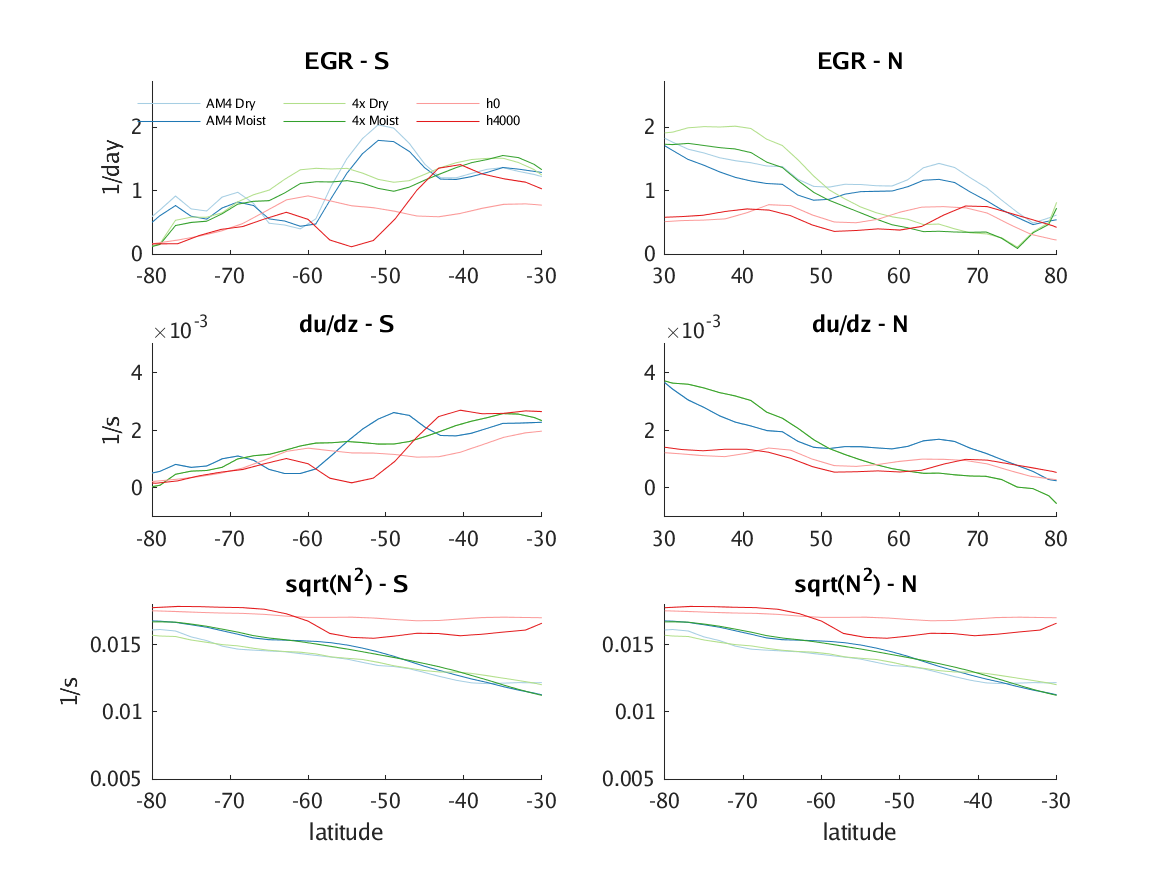 EGR - S
EGR - N
AM4 Dry 4x Dry h0
AM4 Moist 4x Moist h4000
1/day
2
1
0
-80 -70 -60 -50 -40 -30
2
1
0
30 40 50 60 70 80
×10^-3
du/dz - S
1/s
4
2
0
-80 -70 -60 -50 -40 -30
×10^-3
du/dz - N
4
2
0
30 40 50 60 70 80
sqrt(N^2) - S
1/s
0.015
0.01
0.005
-80 -70 -60 -50 -40 -30
latitude
sqrt(N^2) - N
0.015
0.01
0.005
-80 -70 -60 -50 -40 -30
latitude